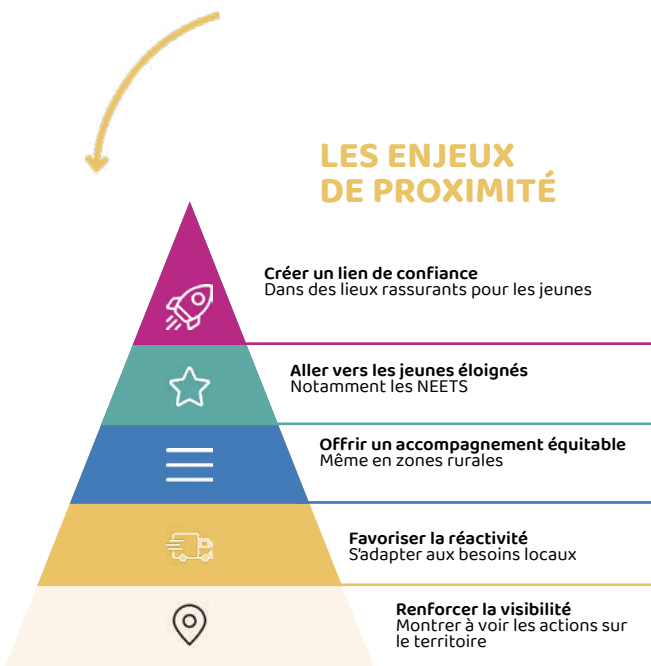 LES ENJEUX
DE PROXIMITÉ
Créer un lien de confiance
Dans des lieux rassurants pour les jeunes
Aller vers les jeunes éloignés
Notamment les NEETS
Offrir un accompagnement équitable
Même en zones rurales
Favoriser la réactivité
S'adapter aux besoins locaux
Renforcer la visibilité
Montrer à voir les actions sur
le territoire